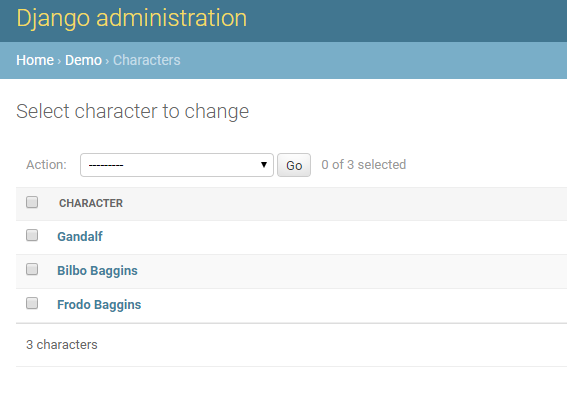 Django administration
Home › Demo › Characters
Select character to change
Action: --------- Go 0 of 3 selected
CHARACTER
Gandalf
Bilbo Baggins
Frodo Baggins
3 characters